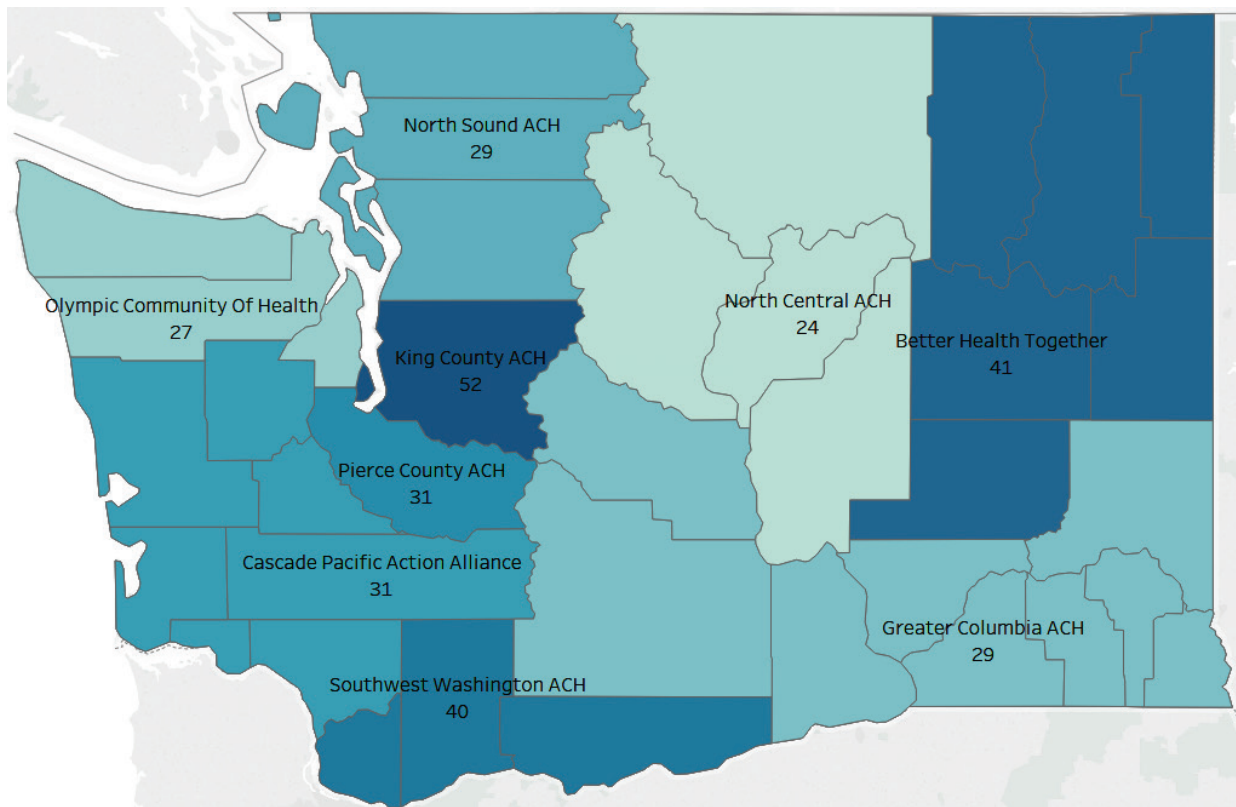 North Sound ACH
29
Olympic Community Of Health
27
North Central ACH
24
Better Health Together
41
King County ACH
52
Pierce County ACH
31
Cascade Pacific Action Alliance
31
Greater Columbia ACH
29
Southwest Washington ACH
40